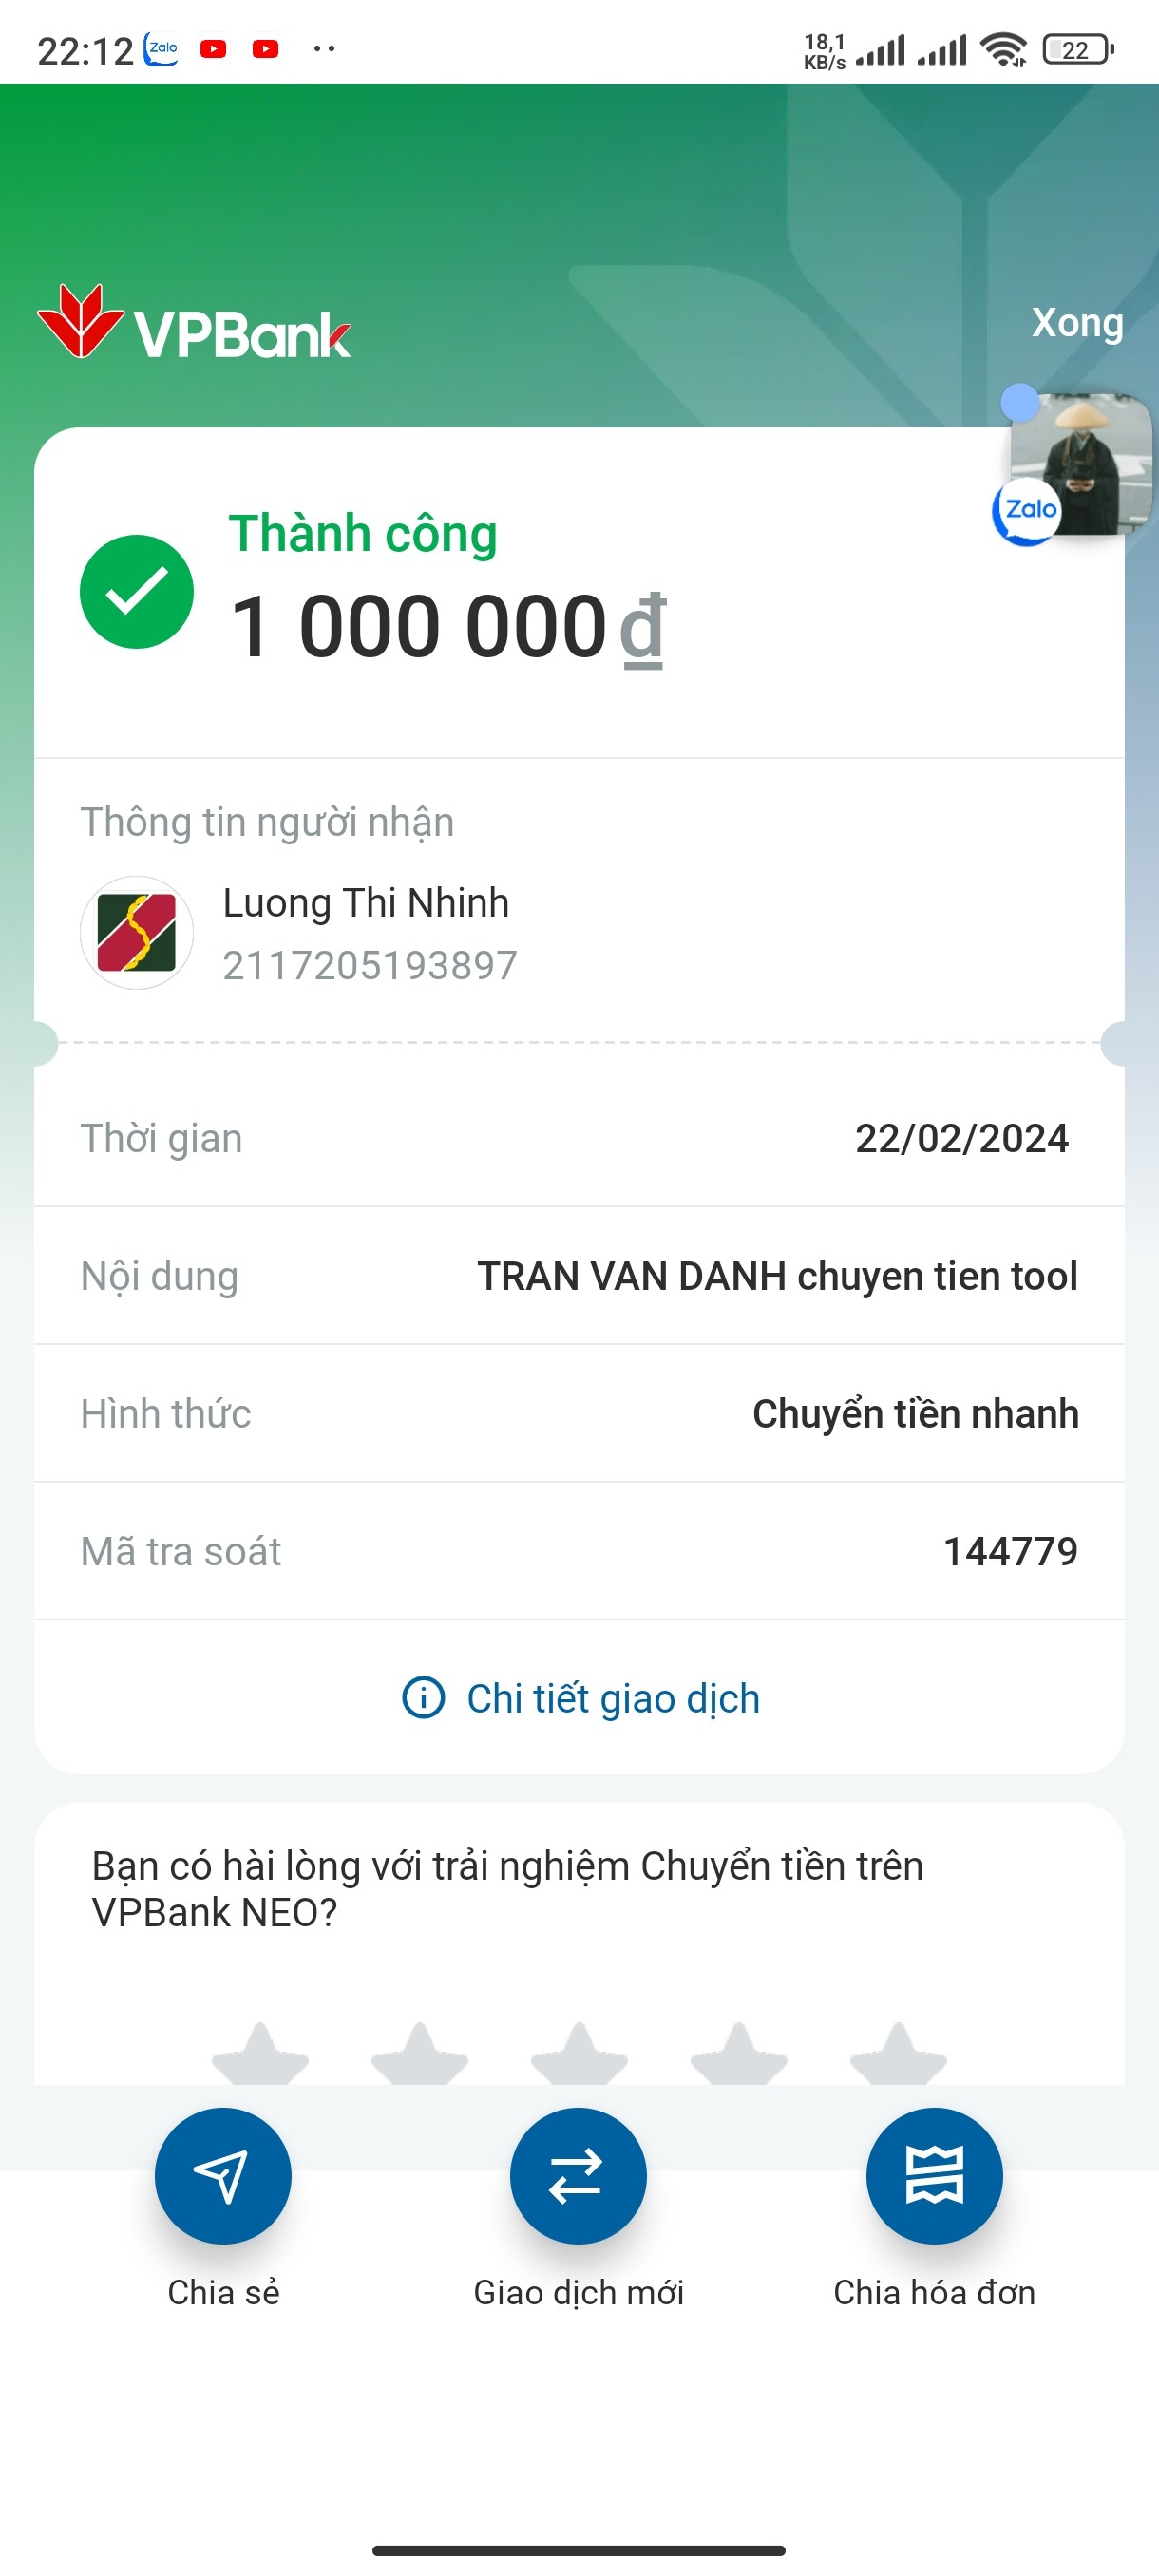 22:12 Zalo 18,1 KB/s 22
VPBank
Xong
Zalo
Thành công
1 000 000 đ
Thông tin người nhận
Luong Thi Nhinh
2117205193897
Thời gian 22/02/2024
Nội dung TRAN VAN DANH chuyen tien tool
Hình thức Chuyển tiền nhanh
Mã tra soát 144779
Chi tiết giao dịch
Bạn có hài lòng với trải nghiệm Chuyển tiền trên
VPBank NEO?
Chia sẻ Giao dịch mới Chia hóa đơn